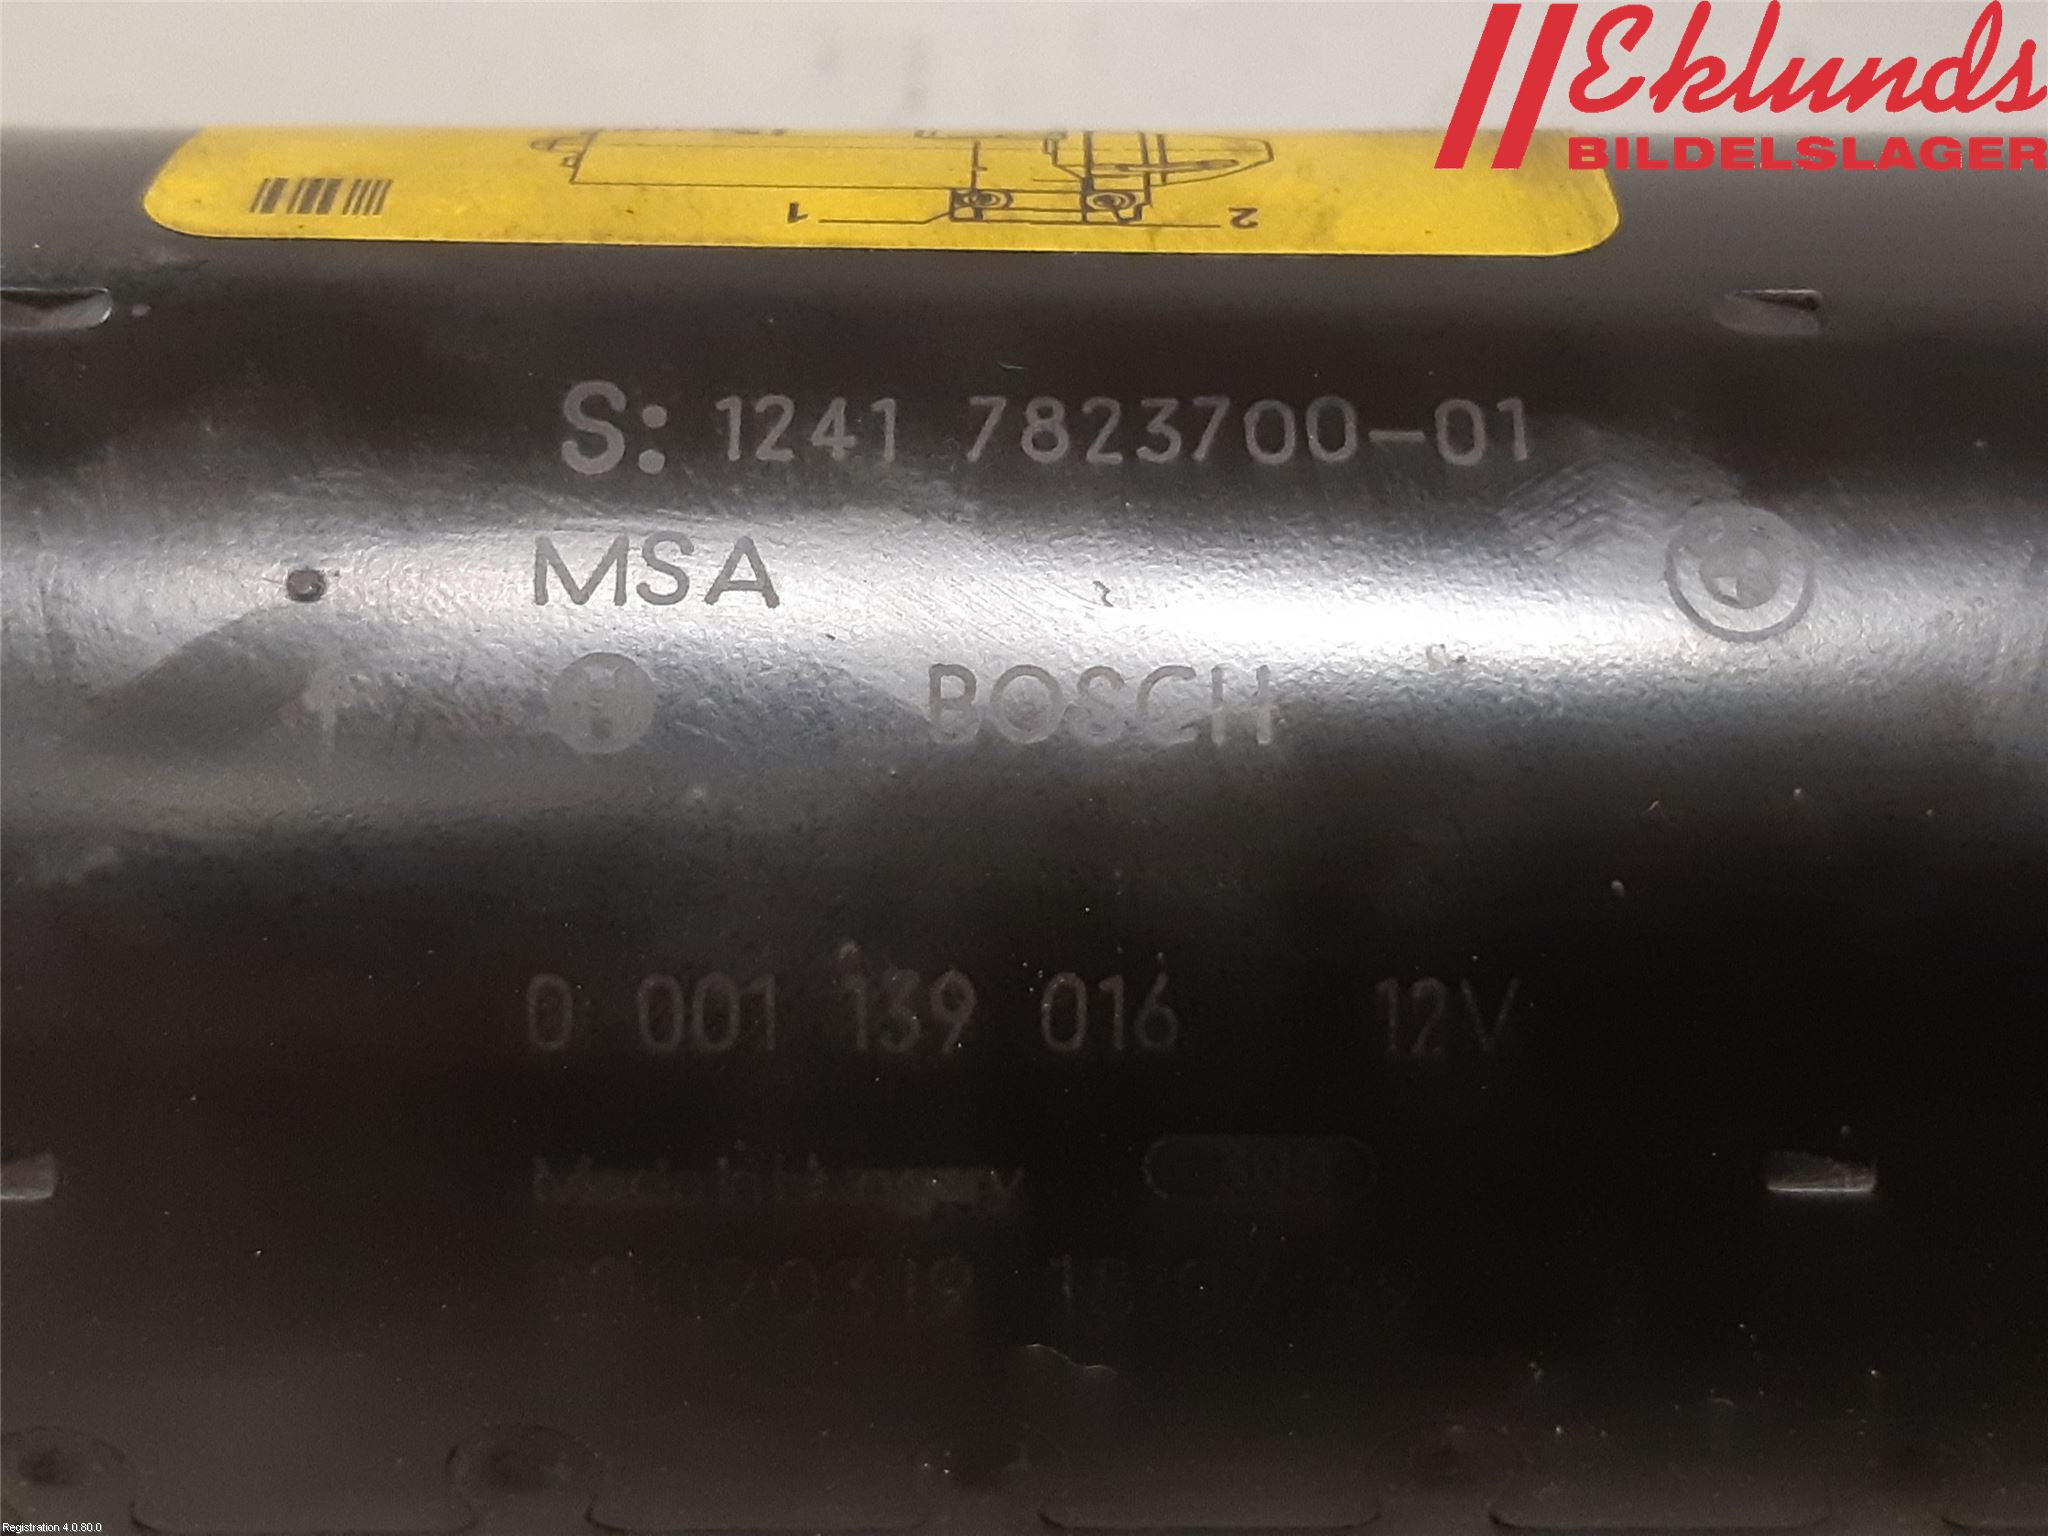 Eklunds
BILDELSLAGER
1
2
S: 1241 7823700-01
MSA
BOSCH
0 001 139 016 12V
Registration 4.0.80.0